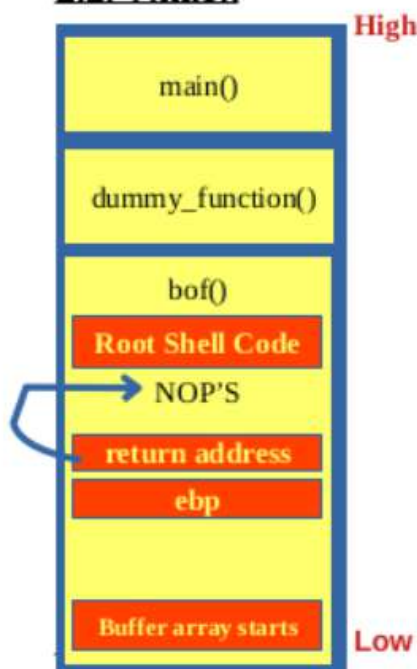 High
main()
dummy_function()
bof()
Root Shell Code
NOP'S
return address
ebp
Buffer array starts
Low